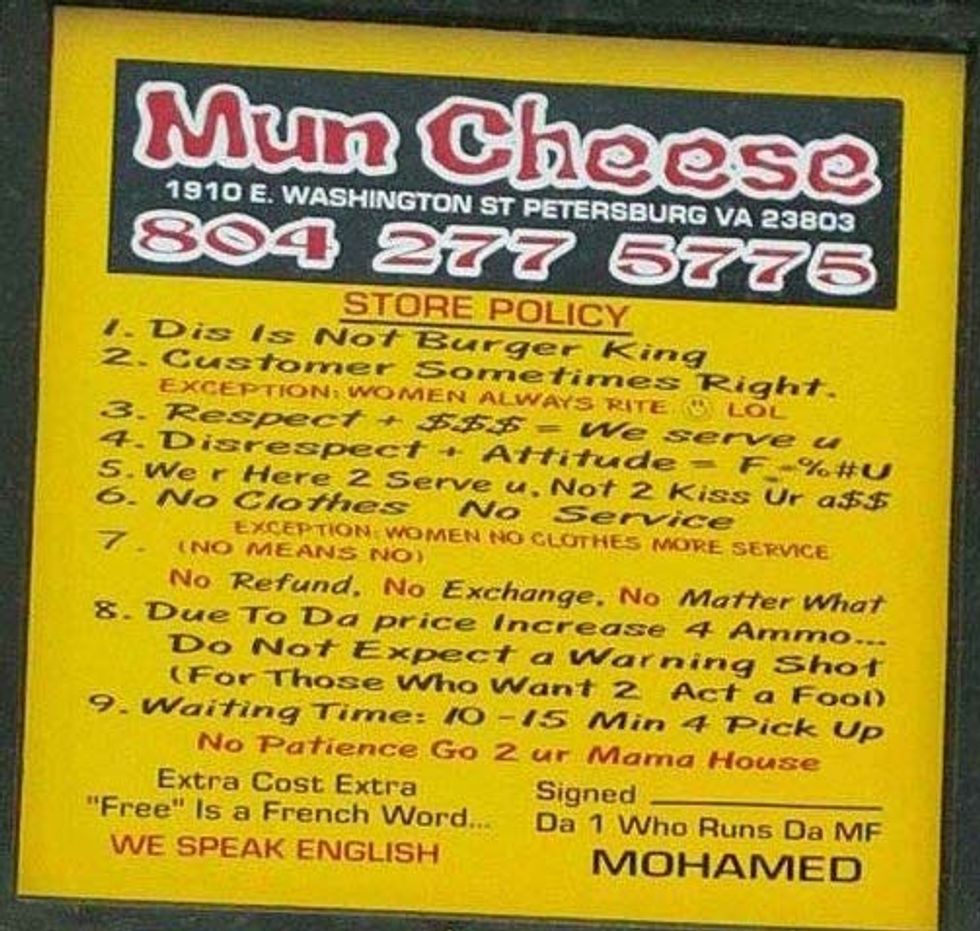 Mun Cheese
1910 E. WASHINGTON ST PETERSBURG VA 23803
804 277 5775
STORE POLICY
1. Dis Is Not Burger King
2. Customer Sometimes Right.
EXCEPTION: WOMEN ALWAYS RITE ☺ LOL
3. Respect + $$$ = We serve u
4. Disrespect + Attitude = F_-%#U
5. We r Here 2 Serve u, Not 2 Kiss Ur a$$
6. No Clothes No Service
EXCEPTION: WOMEN NO CLOTHES MORE SERVICE
7. (NO MEANS NO)
No Refund, No Exchange, No Matter What
8. Due To Da price Increase 4 Ammo...
Do Not Expect a Warning Shot
(For Those Who Want 2 Act a Fool)
9. Waiting Time: 10-15 Min 4 Pick Up
No Patience Go 2 ur Mama House
Extra Cost Extra
"Free" Is a French Word...
WE SPEAK ENGLISH
Signed ____________
Da 1 Who Runs Da MF
MOHAMED